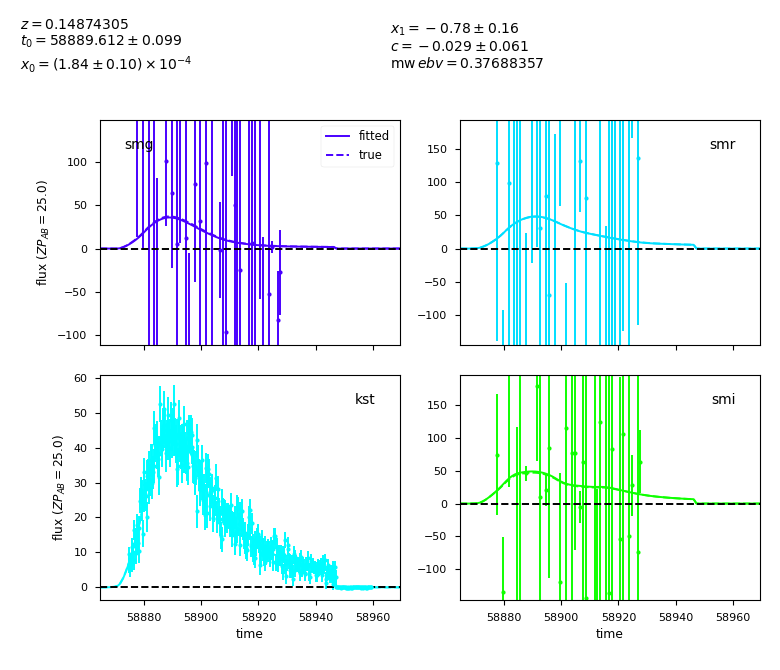 z = 0.14874305
t₀ = 58889.612 ± 0.099
x₀ = (1.84 ± 0.10) × 10⁻⁴
x₁ = −0.78 ± 0.16
c = −0.029 ± 0.061
mw ebv = 0.37688357
smg
fitted
true
100
50
0
−50
−100
flux (ZP_AB = 25.0)
smr
150
100
50
0
−50
−100
kst
60
50
40
30
20
10
0
flux (ZP_AB = 25.0)
58880 58900 58920 58940 58960
time
smi
150
100
50
0
−50
−100
58880 58900 58920 58940 58960
time